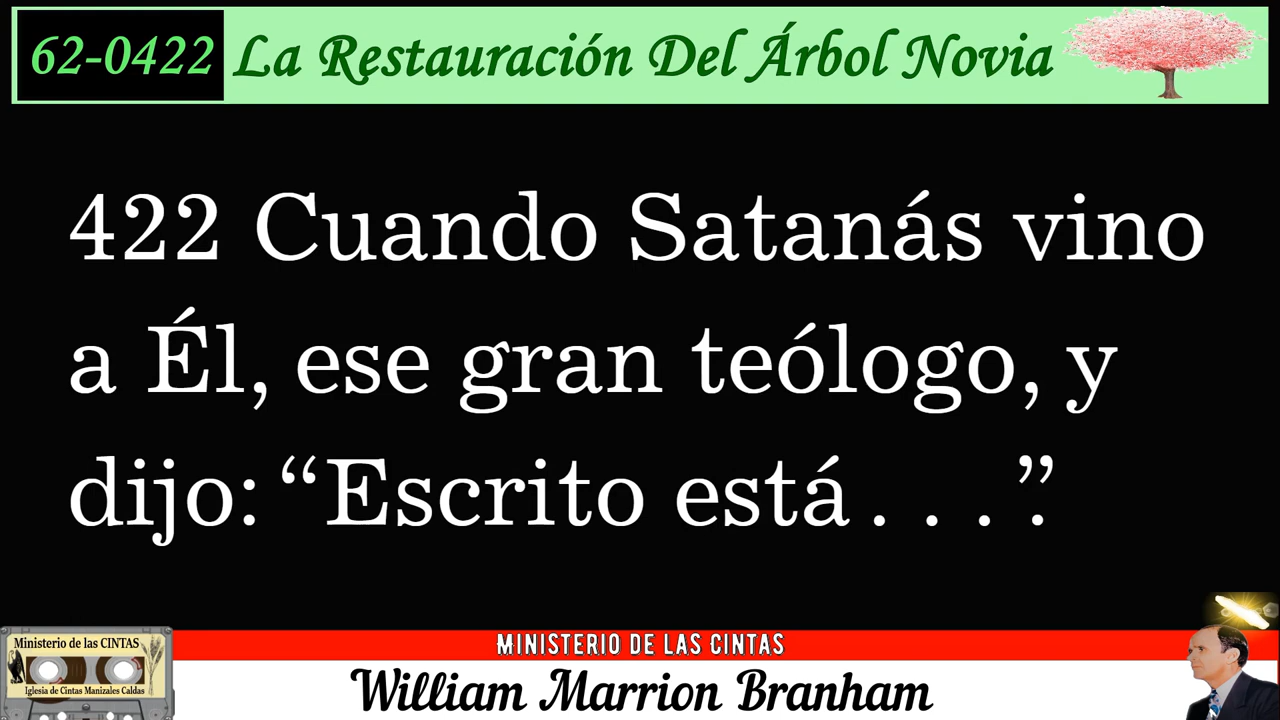 62-0422 La Restauración Del Árbol Novia
422 Cuando Satanás vino
a Él, ese gran teólogo, y
dijo: “Escrito está . . . ”.
Ministerio de las CINTAS
Iglesia de Cintas Manizales Caldas
MINISTERIO DE LAS CINTAS
William Marrion Branham